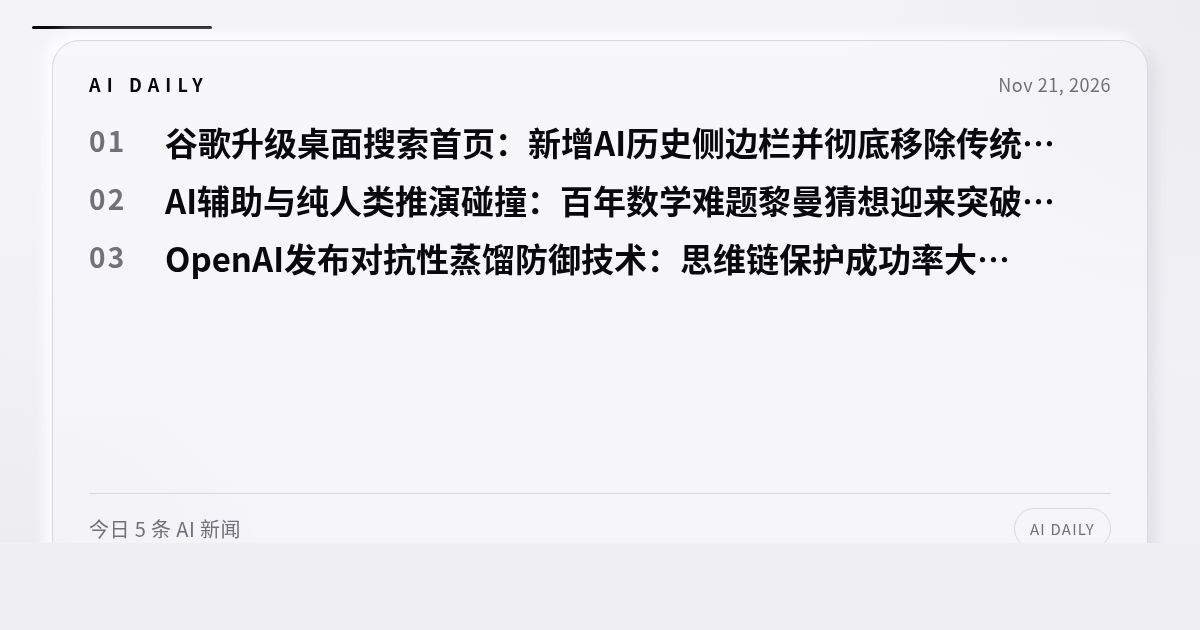 AI DAILY
Nov 21, 2026
01 谷歌升级桌面搜索首页：新增AI历史侧边栏并彻底移除传统…
02 AI辅助与纯人类推演碰撞：百年数学难题黎曼猜想迎来突破…
03 OpenAI发布对抗性蒸馏防御技术：思维链保护成功率大…
今日 5 条 AI 新闻
AI DAILY